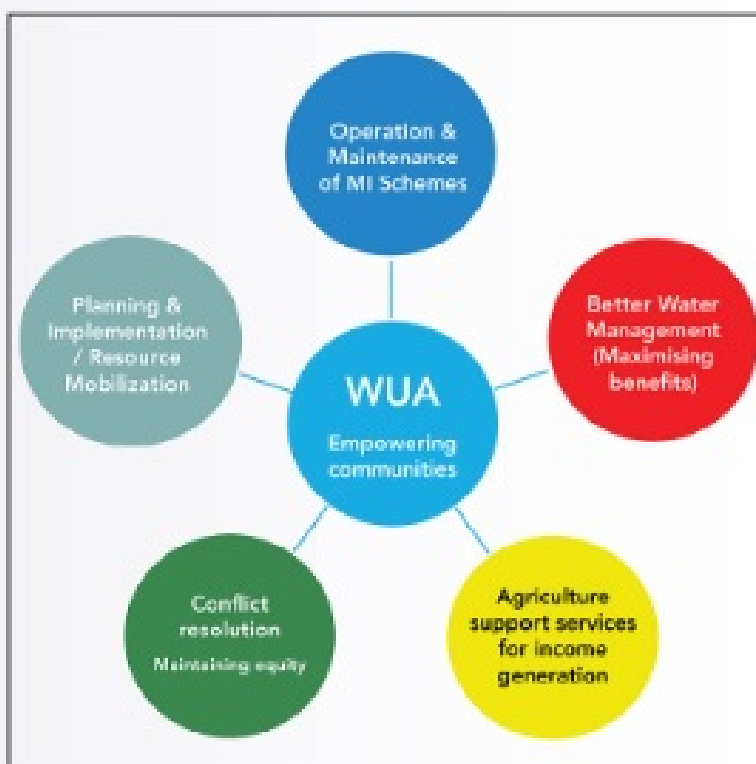 Operation &
Maintenance
of MI Schemes
Planning &
Implementation
/ Resource
Mobilization
Better Water
Management
(Maximising
benefits)
WUA
Empowering
communities
Conflict
resolution
Maintaining equity
Agriculture
support services
for income
generation